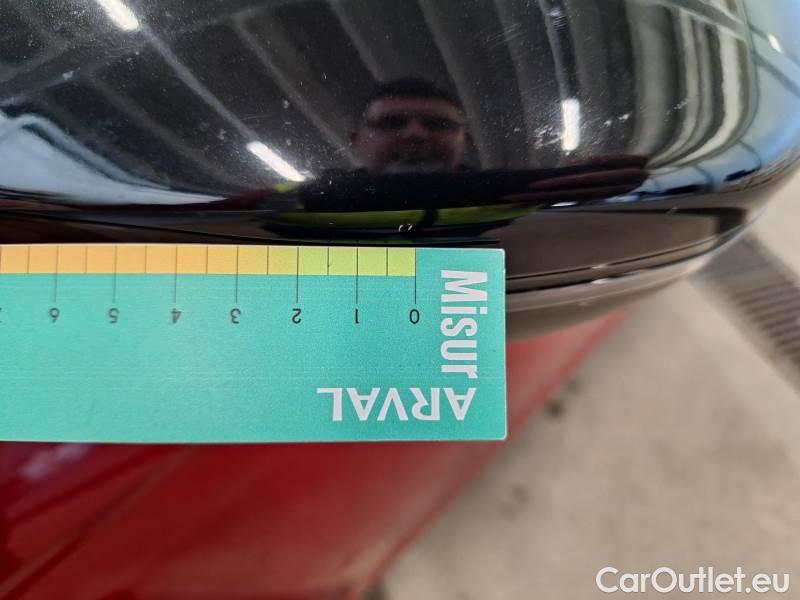 Misur
ARVAL
0 1 2 3 4 5 6
CarOutlet.eu